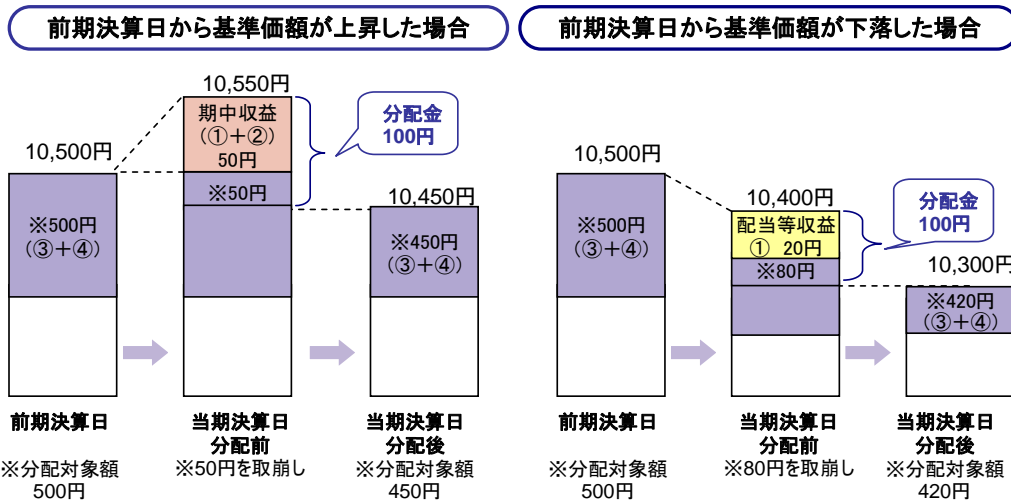 前期決算日から基準価額が上昇した場合
10,550円
期中収益
(①+②)
50円
分配金
100円
10,500円
※50円
※500円
(③+④)
10,450円
※450円
(③+④)
前期決算日
当期決算日
分配前
当期決算日
分配後
※分配対象額
500円
※50円を取崩し
※分配対象額
450円
前期決算日から基準価額が下落した場合
10,500円
10,400円
配当等収益
① 20円
分配金
100円
※500円
(③+④)
※80円
10,300円
※420円
(③+④)
前期決算日
当期決算日
分配前
当期決算日
分配後
※分配対象額
500円
※80円を取崩し
※分配対象額
420円